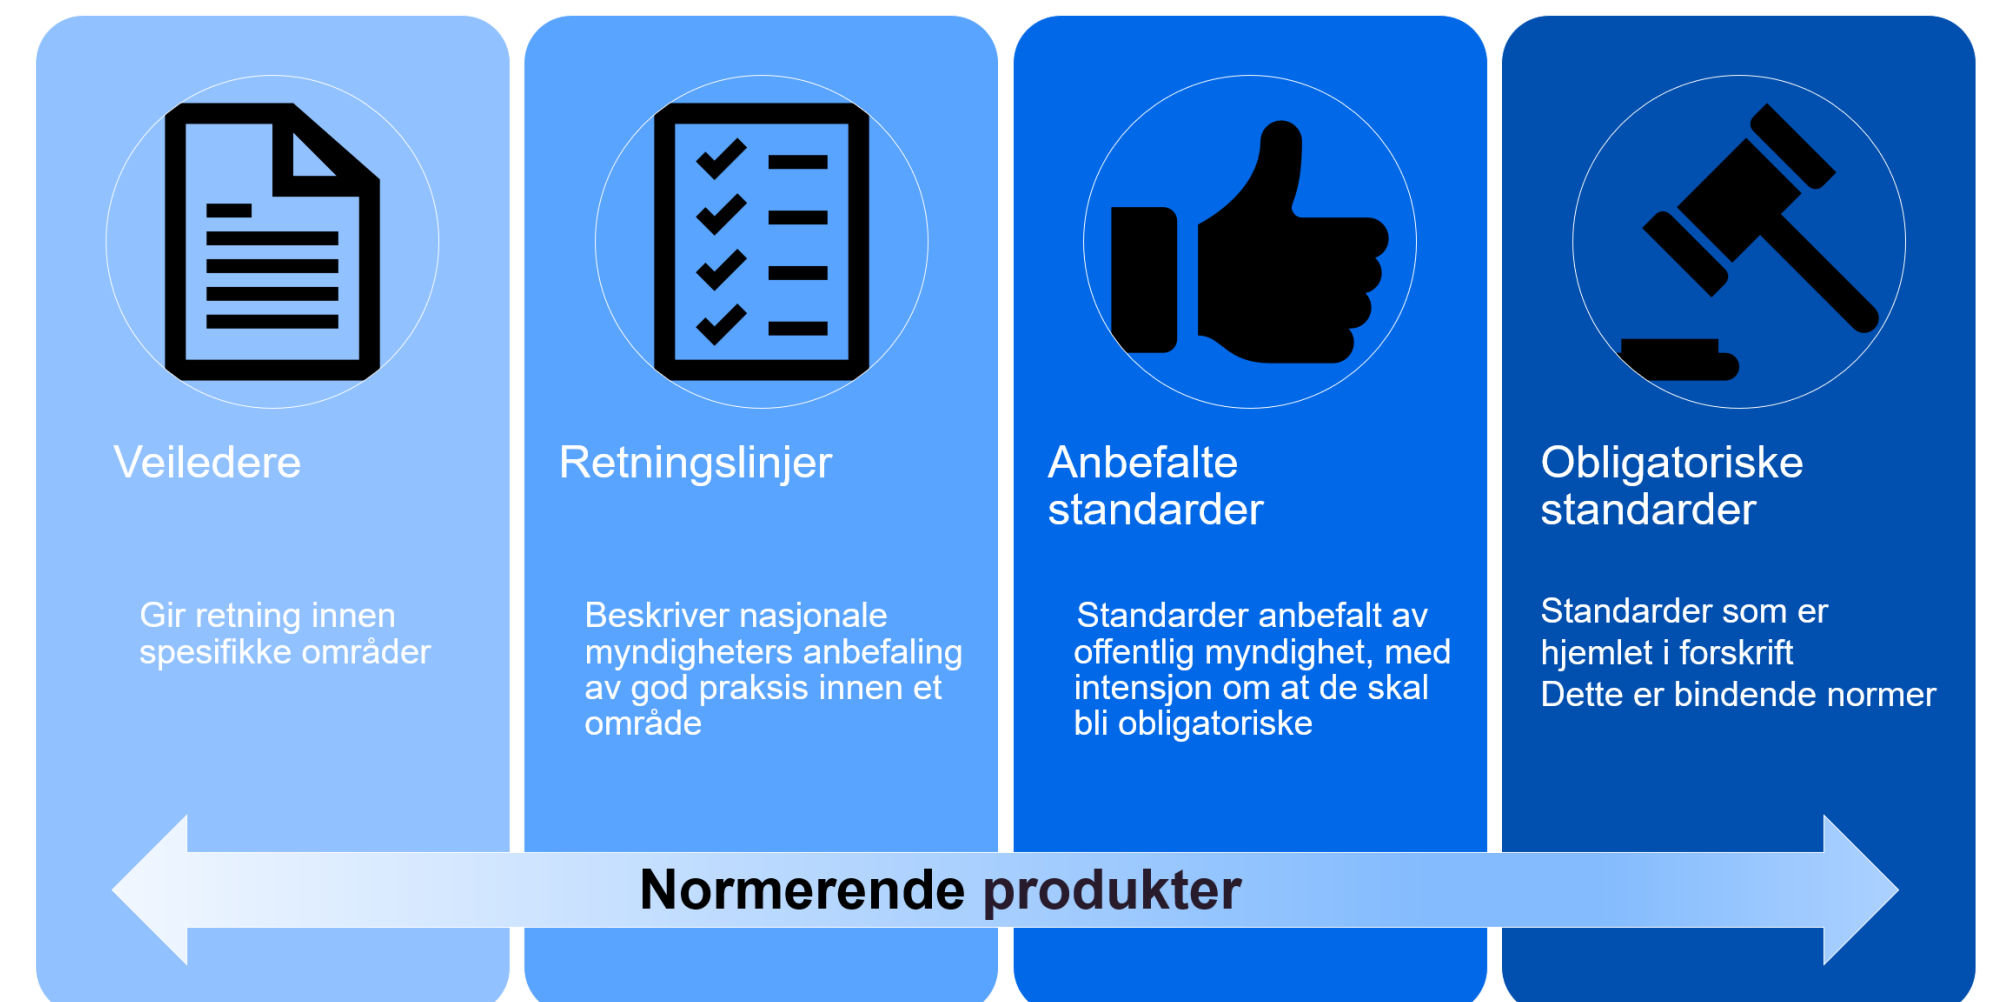 Veiledere
Gir retning innen
spesifikke områder
Retningslinjer
Beskriver nasjonale
myndigheters anbefaling
av god praksis innen et
område
Anbefalte
standarder
Standarder anbefalt av
offentlig myndighet, med
intensjon om at de skal
bli obligatoriske
Obligatoriske
standarder
Standarder som er
hjemlet i forskrift
Dette er bindende normer
Normerende produkter